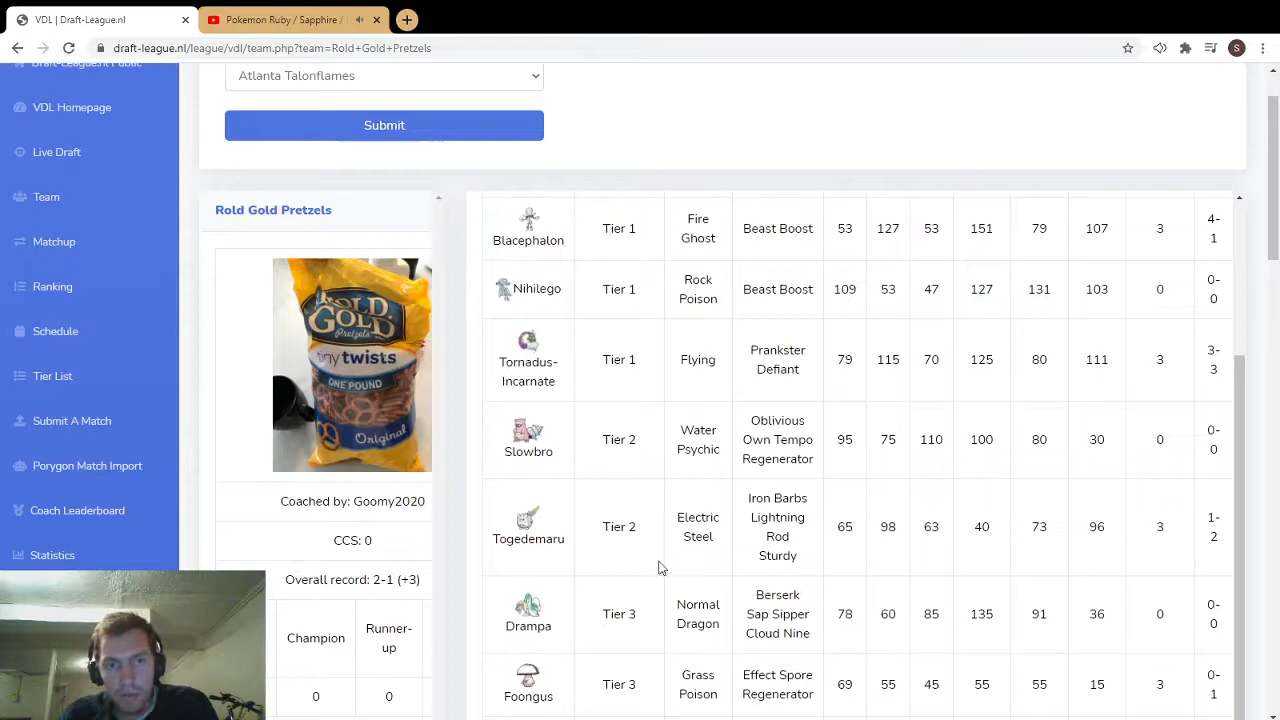 VDL | Draft-League.nl
Pokemon Ruby / Sapphire /
draft-league.nl/league/vdl/team.php?team=Rold+Gold+Pretzels
S
Draft-League.nl Public
VDL Homepage
Live Draft
Team
Matchup
Ranking
Schedule
Tier List
Submit A Match
Porygon Match Import
Coach Leaderboard
Statistics
Atlanta Talonflames
Submit
Rold Gold Pretzels
ROLD
GOLD
Pretzels
tiny twists
ONE POUND
Original
Coached by: Goomy2020
CCS: 0
Overall record: 2-1 (+3)
Champion Runner-
up
0 0
Blacephalon Tier 1 Fire
Ghost Beast Boost 53 127 53 151 79 107 3 4-
1
Nihilego Tier 1 Rock
Poison Beast Boost 109 53 47 127 131 103 0 0-
0
Tornadus-
Incarnate Tier 1 Flying Prankster
Defiant 79 115 70 125 80 111 3 3-
3
Slowbro Tier 2 Water
Psychic Oblivious
Own Tempo
Regenerator 95 75 110 100 80 30 0 0-
0
Togedemaru Tier 2 Electric
Steel Iron Barbs
Lightning
Rod
Sturdy 65 98 63 40 73 96 3 1-
2
Drampa Tier 3 Normal
Dragon Berserk
Sap Sipper
Cloud Nine 78 60 85 135 91 36 0 0-
0
Foongus Tier 3 Grass
Poison Effect Spore
Regenerator 69 55 45 55 55 15 3 0-
1